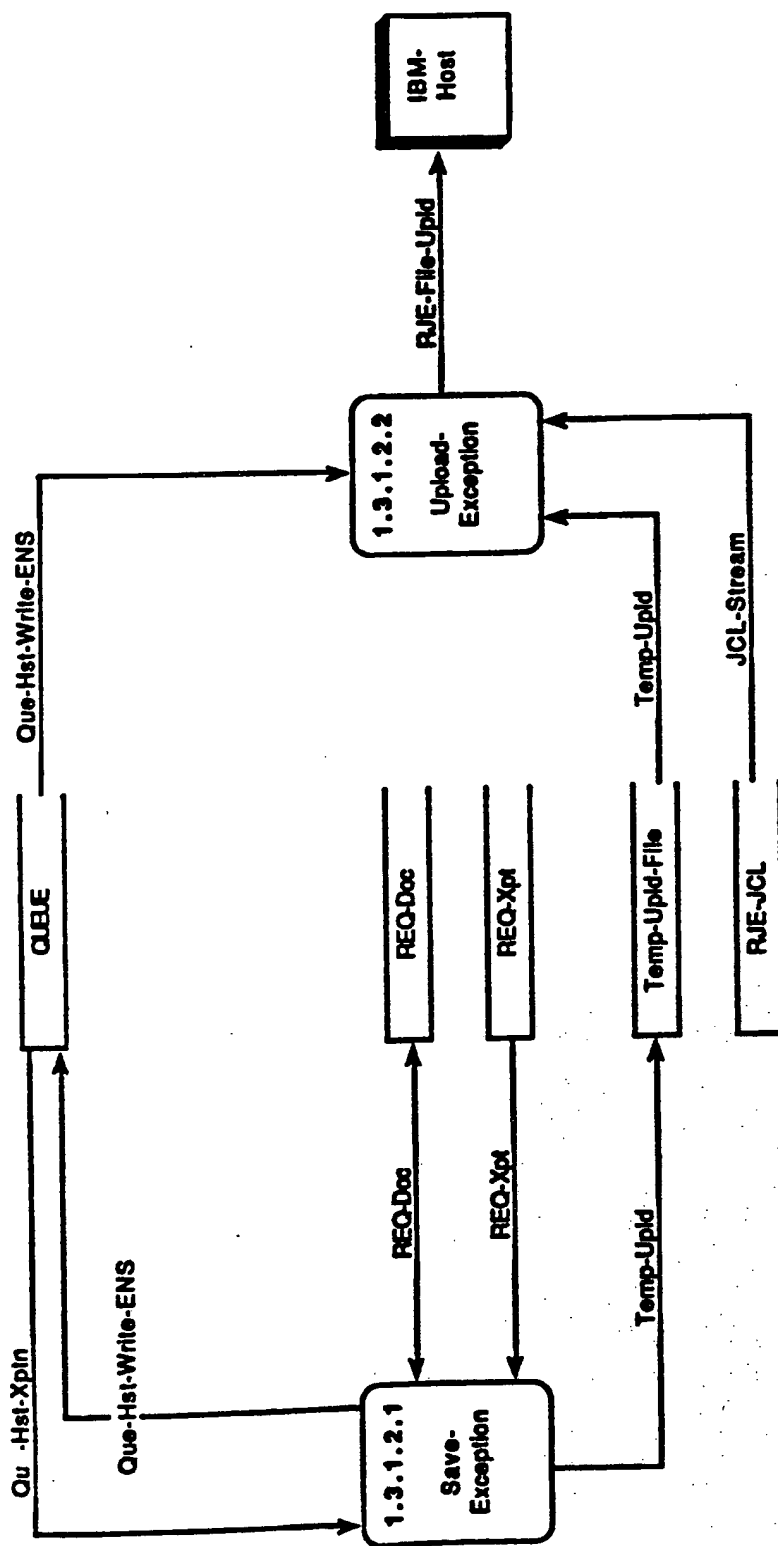 Qu -Hst-Xptn
QUEUE
Que-Hst-Write-ENS
Que-Hst-Write-ENS
1.3.1.2.1
Save-
Exception
REQ-Doc
REQ-Doc
REQ-Xpt
REQ-Xpt
1.3.1.2.2
Upload-
Exception
RJE-File-Upld
IBM-
Host
Temp-Upld
Temp-Upld-File
Temp-Upld
RJE-JCL
JCL-Stream